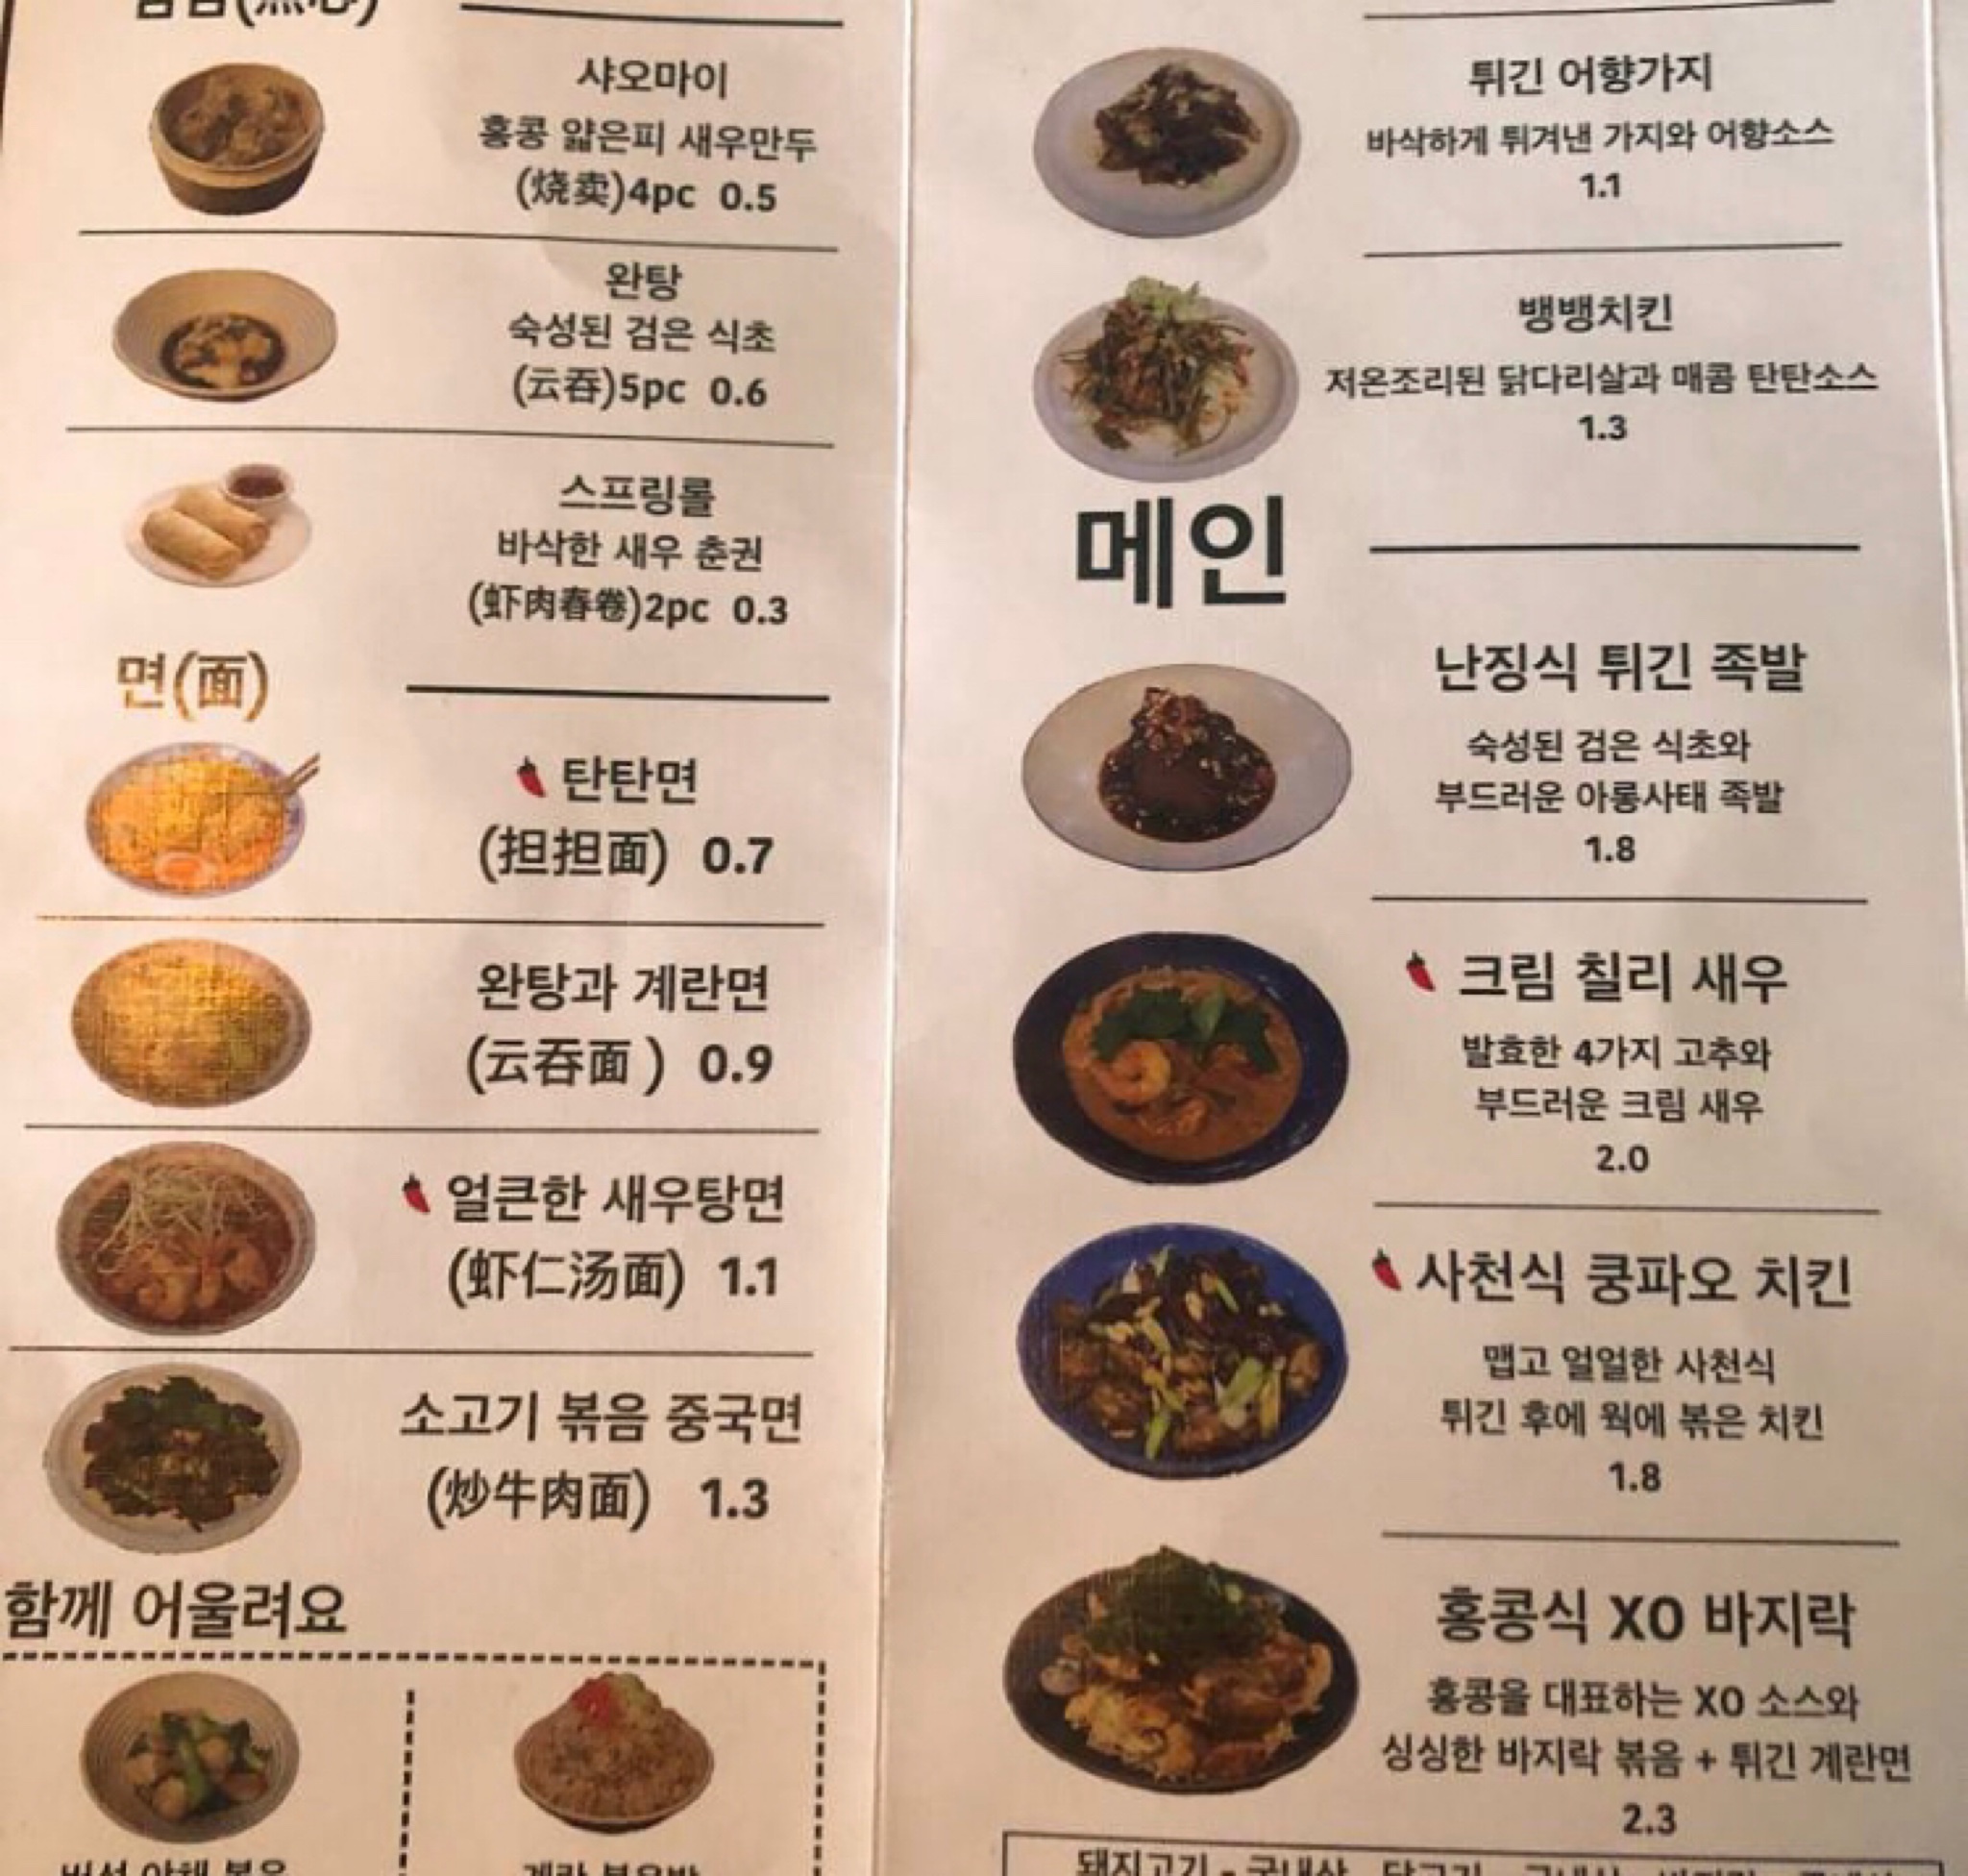 샤오마이
홍콩 얇은피 새우만두
(烧卖)4pc 0.5
완탕
숙성된 검은 식초
(云吞)5pc 0.6
스프링롤
바삭한 새우 춘권
(虾肉春卷)2pc 0.3
면(面)
탄탄면
(担担面) 0.7
완탕과 계란면
(云吞面 ) 0.9
얼큰한 새우탕면
(虾仁汤面) 1.1
소고기 볶음 중국면
(炒牛肉面) 1.3
함께 어울려요
튀긴 어향가지
바삭하게 튀겨낸 가지와 어향소스
1.1
뱅뱅치킨
저온조리된 닭다리살과 매콤 탄탄소스
1.3
메인
난징식 튀긴 족발
숙성된 검은 식초와
부드러운 아롱사태 족발
1.8
크림 칠리 새우
발효한 4가지 고추와
부드러운 크림 새우
2.0
사천식 쿵파오 치킨
맵고 얼얼한 사천식
튀긴 후에 웍에 볶은 치킨
1.8
홍콩식 XO 바지락
홍콩을 대표하는 XO 소스와
싱싱한 바지락 볶음 + 튀긴 계란면
2.3
돼지고기 - 국내산